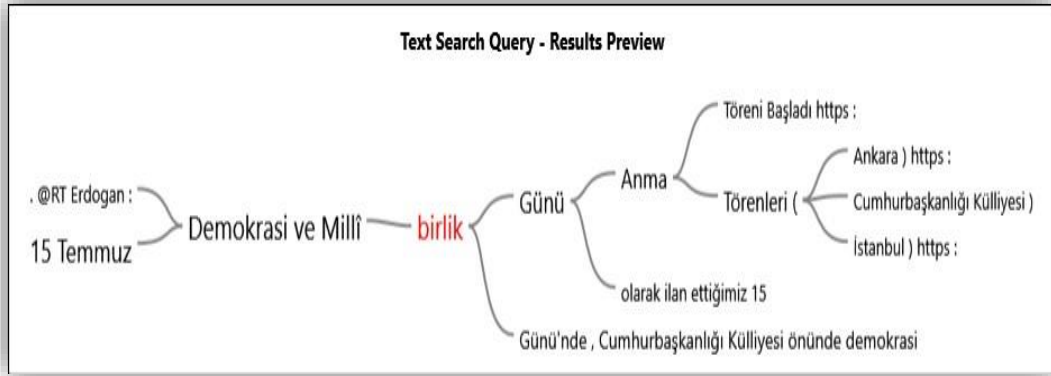 Text Search Query - Results Preview
. @RT Erdogan :
15 Temmuz
Demokrasi ve Millî
birlik
Günü
Anma
Töreni Başladı https :
Törenleri (
Ankara ) https :
Cumhurbaşkanlığı Külliyesi )
İstanbul ) https :
olarak ilan ettiğimiz 15
Günü'nde , Cumhurbaşkanlığı Külliyesi önünde demokrasi